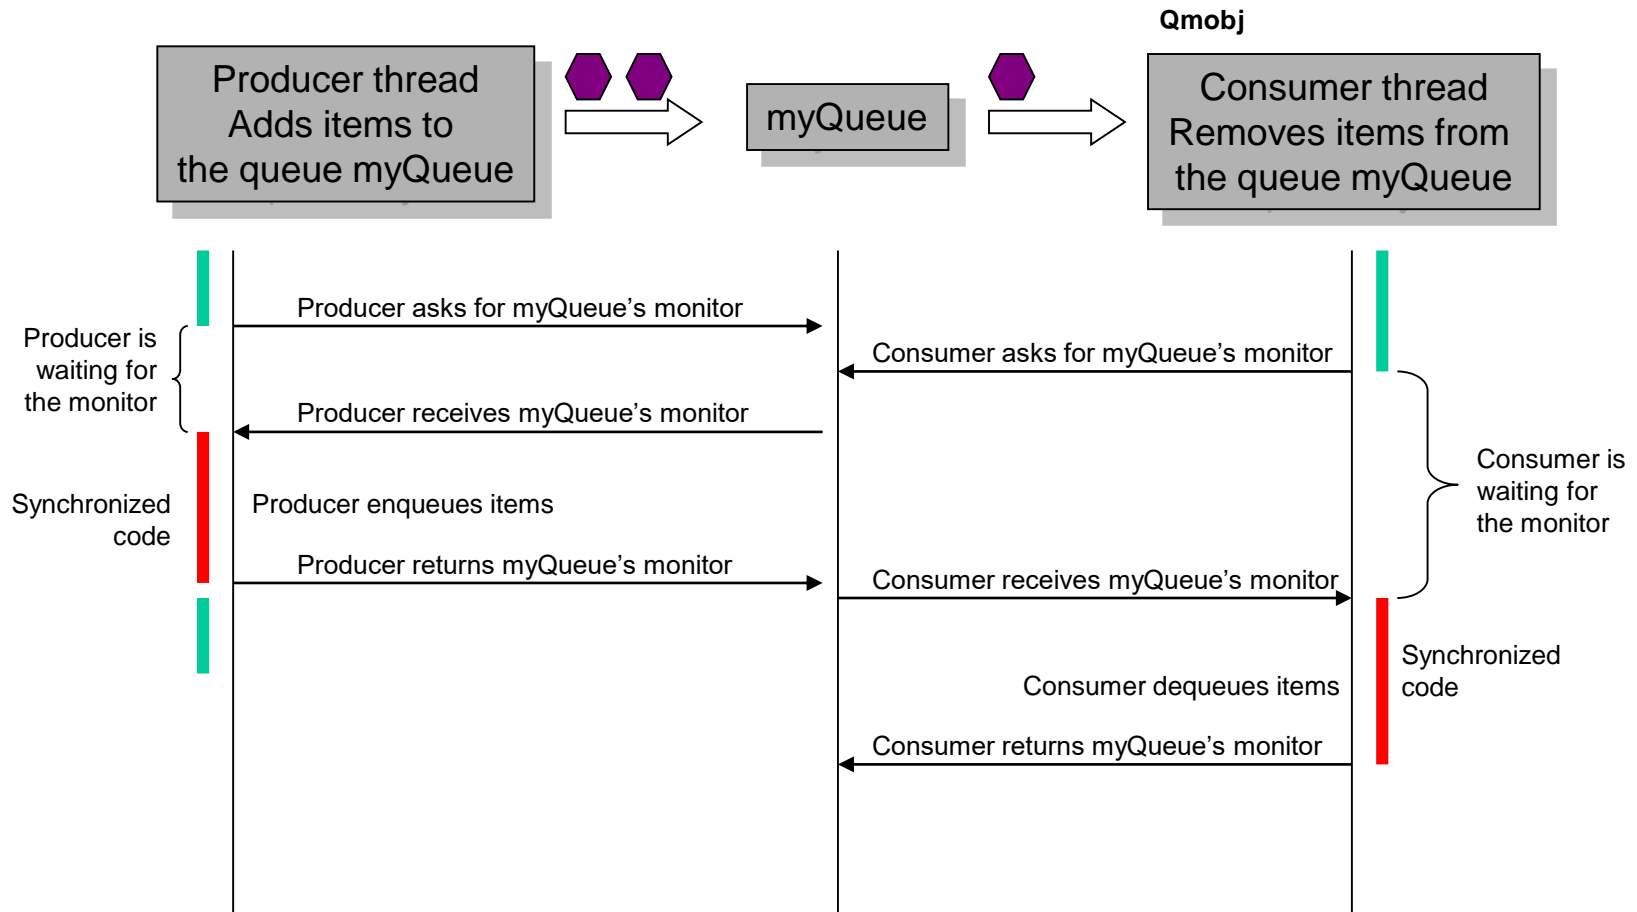 Qmobj
Producer thread
Adds items to
the queue myQueue
myQueue
Consumer thread
Removes items from
the queue myQueue
Producer asks for myQueue’s monitor
Producer is
waiting for
the monitor
Consumer asks for myQueue’s monitor
Producer receives myQueue’s monitor
Consumer is
waiting for
the monitor
Synchronized
code
Producer enqueues items
Producer returns myQueue’s monitor
Consumer receives myQueue’s monitor
Synchronized
code
Consumer dequeues items
Consumer returns myQueue’s monitor